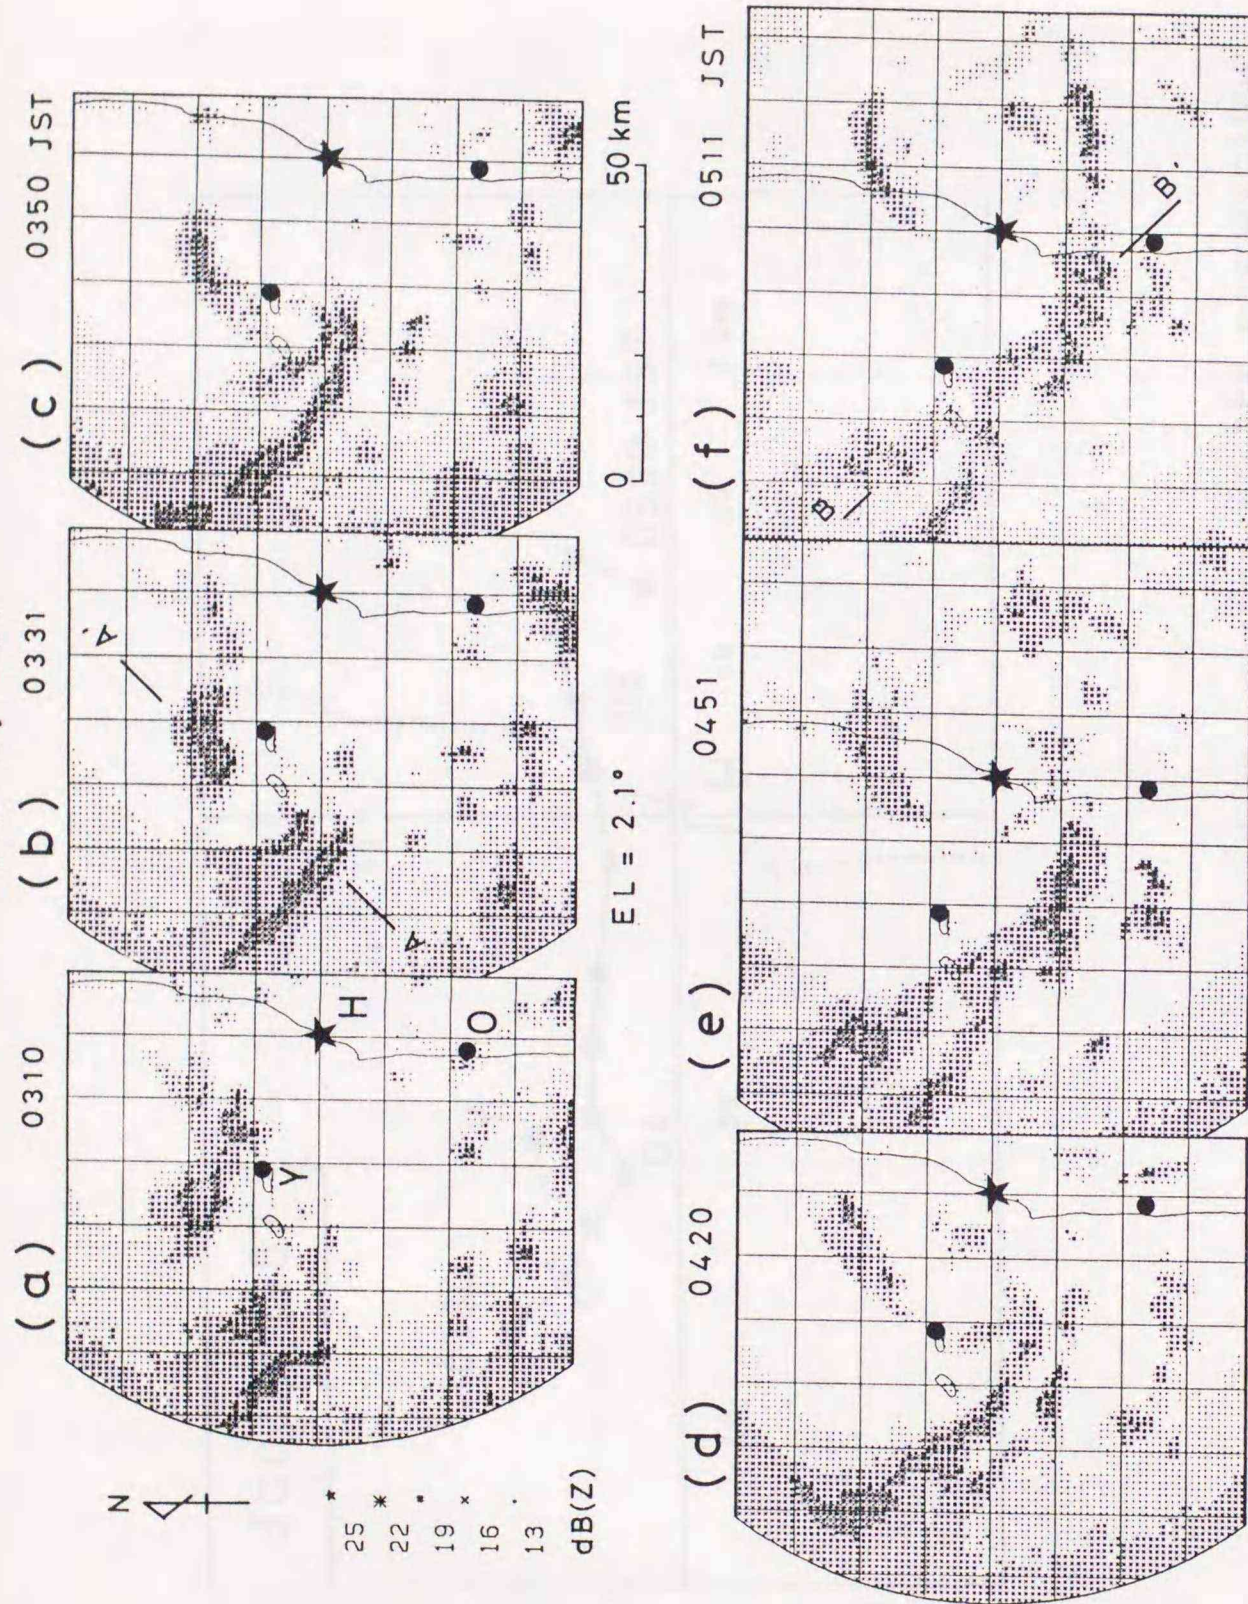 (a) 0310
(b) 0331
(c) 0350 JST
N
A'
Y
H
O
A
25
22
19
16
13
dB(Z)
EL = 2.1°
0 50 km
(d) 0420
(e) 0451
(f) 0511 JST
B
B'